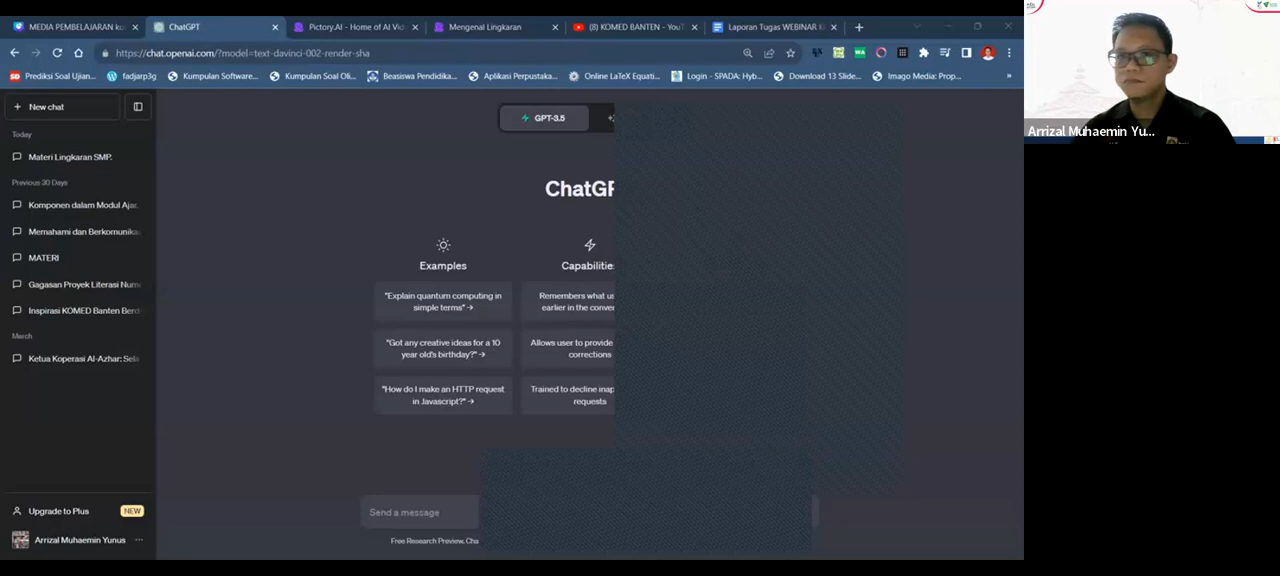 MEDIA PEMBELAJARAN ku
ChatGPT
Pictory.AI - Home of AI Vid
Mengenal Lingkaran
(8) KOMED BANTEN - YouT
Laporan Tugas WEBINAR K
https://chat.openai.com/?model=text-davinci-002-render-sha
Prediksi Soal Ujian...
fadjarp3g
Kumpulan Software...
Kumpulan Soal Oli...
Beasiswa Pendidika...
Aplikasi Perpustaka...
Online LaTeX Equati...
Login - SPADA: Hyb...
Download 13 Slide...
Imago Media: Prop...
New chat
Today
Materi Lingkaran SMP.
Previous 30 Days
Komponen dalam Modul Ajar.
Memahami dan Berkomunika
MATERI
Gagasan Proyek Literasi Num
Inspirasi KOMED Banten Berd
March
Ketua Koperasi Al-Azhar: Sela
Upgrade to Plus
NEW
Arrizal Muhaemin Yunus
GPT-3.5
ChatGP
Examples
"Explain quantum computing in
simple terms" →
"Got any creative ideas for a 10
year old's birthday?" →
"How do I make an HTTP request
in Javascript?" →
Capabilitie
Remembers what us
earlier in the conver
Allows user to provide
corrections
Trained to decline inap
requests
Send a message
Free Research Preview. Cha
Arrizal Muhaemin Yu...